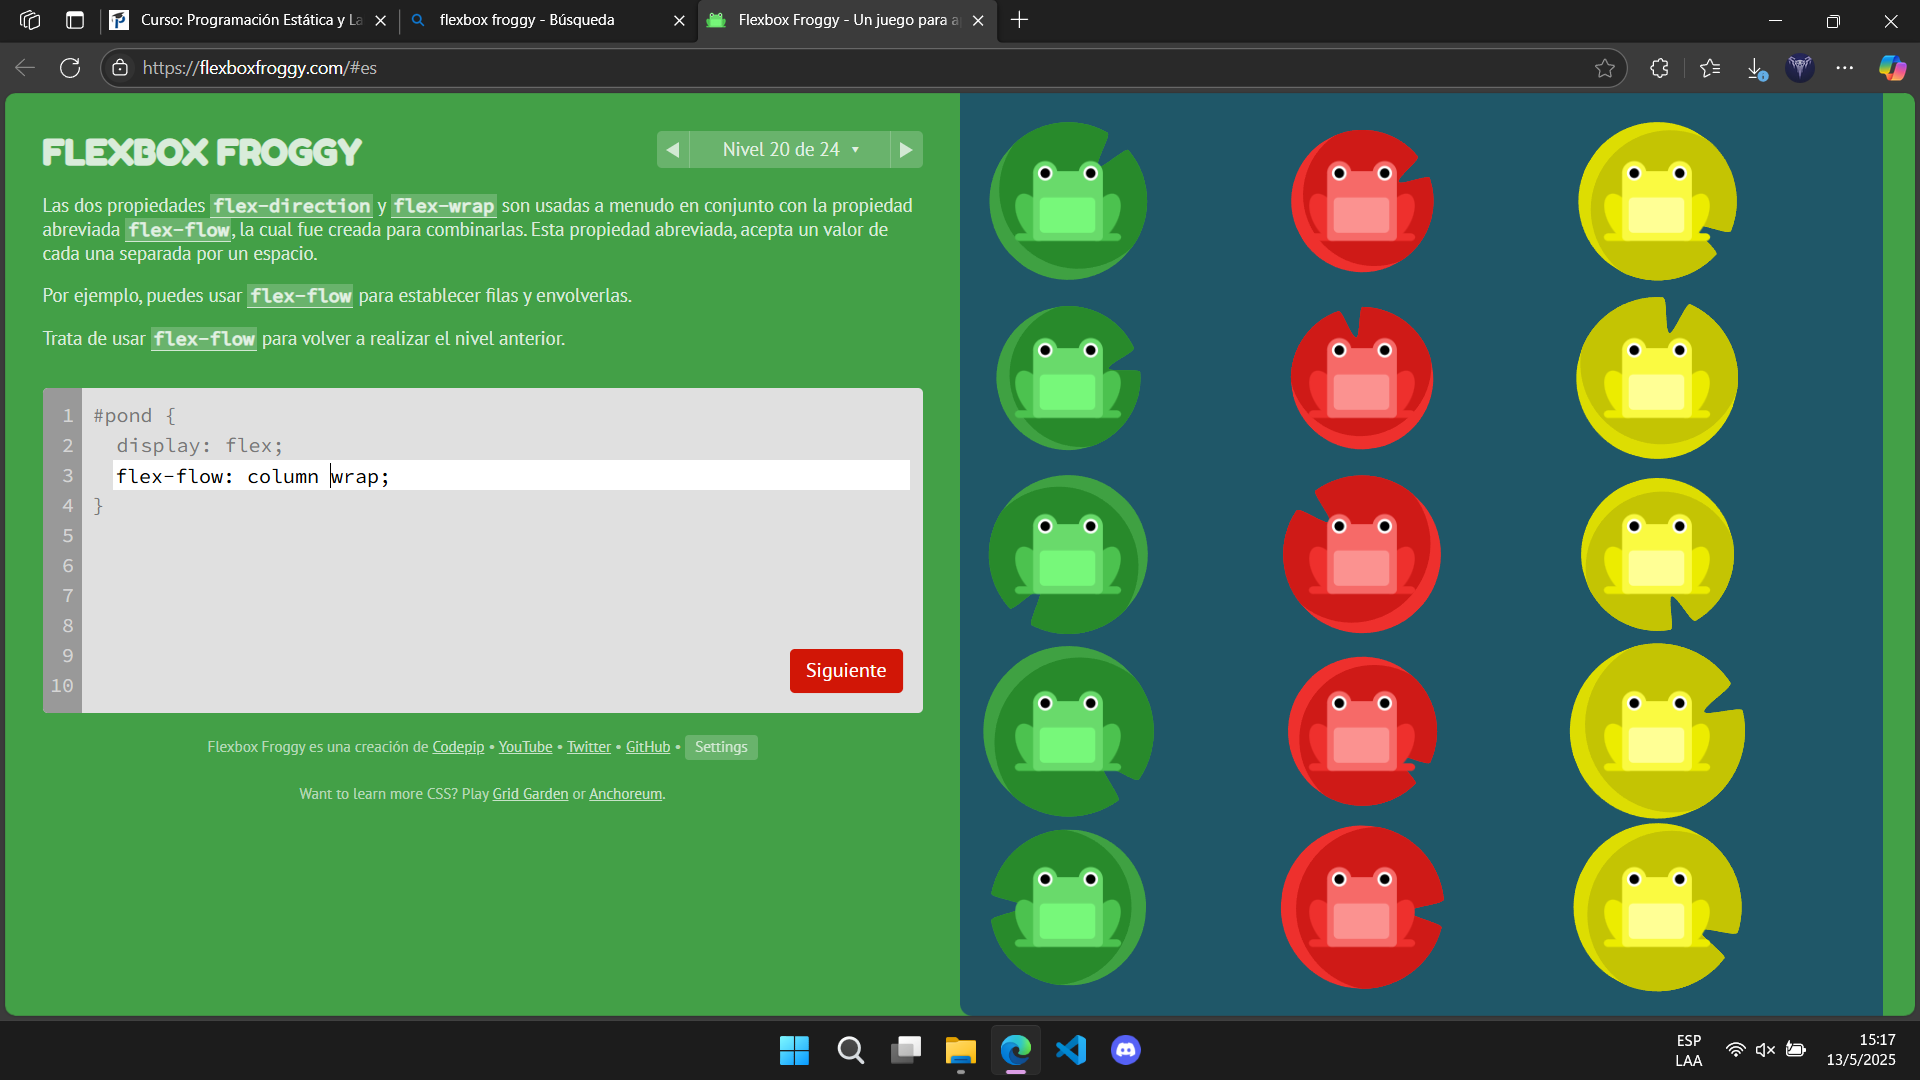 Curso: Programación Estática y La
flexbox froggy - Búsqueda
Flexbox Froggy - Un juego para a
https://flexboxfroggy.com/#es
FLEXBOX FROGGY
Nivel 20 de 24
Las dos propiedades flex-direction y flex-wrap son usadas a menudo en conjunto con la propiedad
abreviada flex-flow, la cual fue creada para combinarlas. Esta propiedad abreviada, acepta un valor de
cada una separada por un espacio.
Por ejemplo, puedes usar flex-flow para establecer filas y envolverlas.
Trata de usar flex-flow para volver a realizar el nivel anterior.
1 #pond {
2 display: flex;
3 flex-flow: column wrap;
4 }
5
6
7
8
9
10
Siguiente
Flexbox Froggy es una creación de Codepip • YouTube • Twitter • GitHub • Settings
Want to learn more CSS? Play Grid Garden or Anchoreum.
ESP
LAA
15:17
13/5/2025